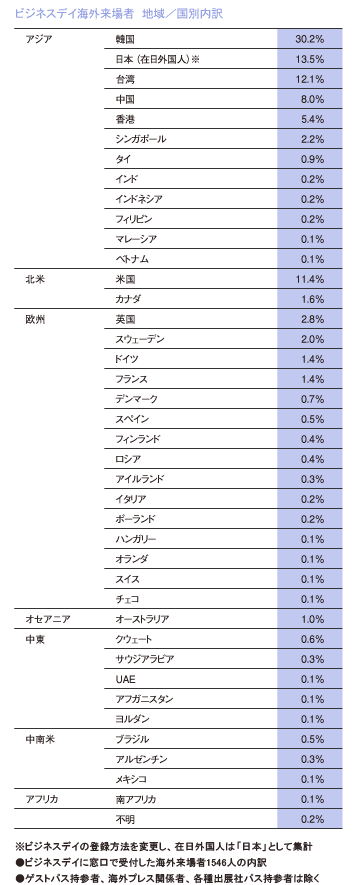 ビジネスデイ海外来場者 地域／国別内訳
アジア 韓国 30.2%
日本（在日外国人）※ 13.5%
台湾 12.1%
中国 8.0%
香港 5.4%
シンガポール 2.2%
タイ 0.9%
インド 0.2%
インドネシア 0.2%
フィリピン 0.2%
マレーシア 0.1%
ベトナム 0.1%
北米 米国 11.4%
カナダ 1.6%
欧州 英国 2.8%
スウェーデン 2.0%
ドイツ 1.4%
フランス 1.4%
デンマーク 0.7%
スペイン 0.5%
フィンランド 0.4%
ロシア 0.4%
アイルランド 0.3%
イタリア 0.2%
ポーランド 0.2%
ハンガリー 0.1%
オランダ 0.1%
スイス 0.1%
チェコ 0.1%
オセアニア オーストラリア 1.0%
中東 クウェート 0.6%
サウジアラビア 0.3%
UAE 0.1%
アフガニスタン 0.1%
ヨルダン 0.1%
中南米 ブラジル 0.5%
アルゼンチン 0.3%
メキシコ 0.1%
アフリカ 南アフリカ 0.1%
不明 0.2%
※ビジネスデイの登録方法を変更し、在日外国人は「日本」として集計
●ビジネスデイに窓口で受付した海外来場者1546人の内訳
●ゲストパス持参者、海外プレス関係者、各種出展社パス持参者は除く